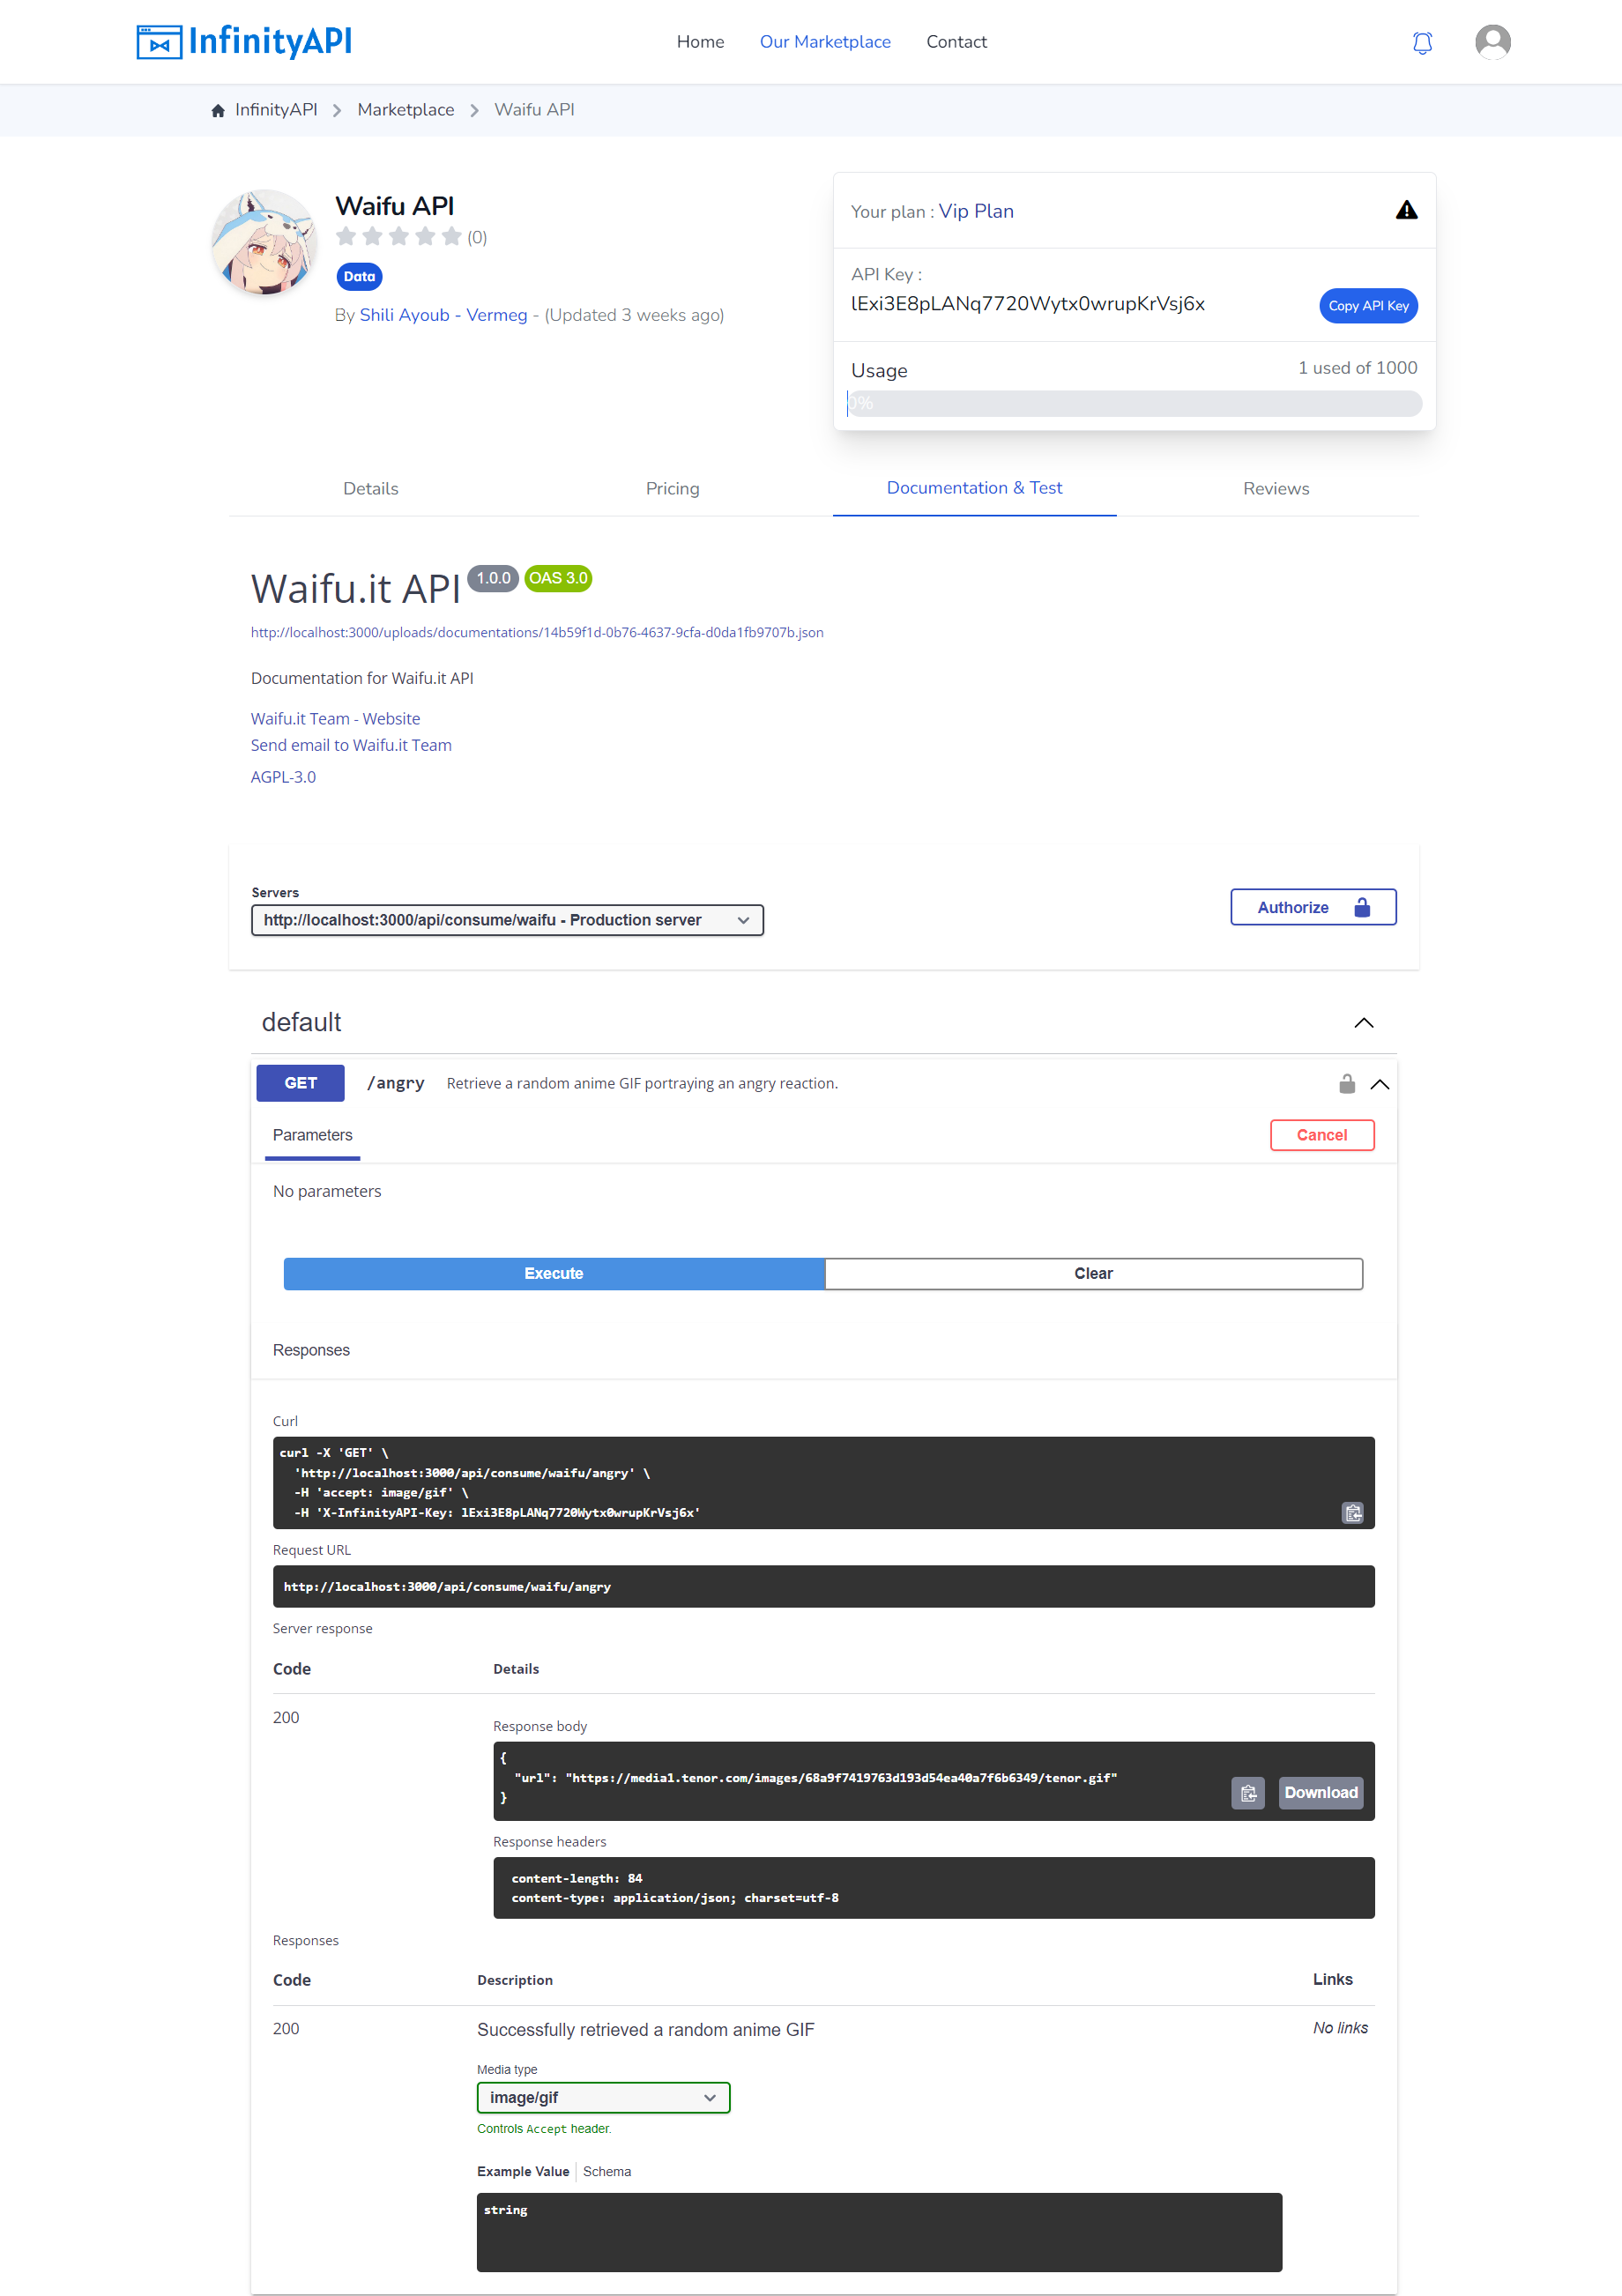 InfinityAPI
Home
Our Marketplace
Contact
InfinityAPI
Marketplace
Waifu API
Waifu API
(0)
Data
By Shili Ayoub - Vermeg - (Updated 3 weeks ago)
Your plan : Vip Plan
API Key :
lExi3E8pLANq7720Wytx0wrupKrVsj6x
Copy API Key
Usage
1 used of 1000
0%
Details
Pricing
Documentation & Test
Reviews
Waifu.it API 1.0.0 OAS 3.0
http://localhost:3000/uploads/documentations/14b59f1d-0b76-4637-9cfa-d0da1fb9707b.json
Documentation for Waifu.it API
Waifu.it Team - Website
Send email to Waifu.it Team
AGPL-3.0
Servers
http://localhost:3000/api/consume/waifu - Production server
Authorize
default
GET /angry Retrieve a random anime GIF portraying an angry reaction.
Parameters
Cancel
No parameters
Execute
Clear
Responses
Curl
curl -X 'GET' \
'http://localhost:3000/api/consume/waifu/angry' \
-H 'accept: image/gif' \
-H 'X-InfinityAPI-Key: lExi3E8pLANq7720Wytx0wrupKrVsj6x'
Request URL
http://localhost:3000/api/consume/waifu/angry
Server response
Code
Details
200
Response body
{
"url": "https://media1.tenor.com/images/68a9f7419763d193d54ea40a7f6b6349/tenor.gif"
}
Download
Response headers
content-length: 84
content-type: application/json; charset=utf-8
Responses
Code
Description
Links
200
Successfully retrieved a random anime GIF
No links
Media type
image/gif
Controls Accept header.
Example Value
Schema
string